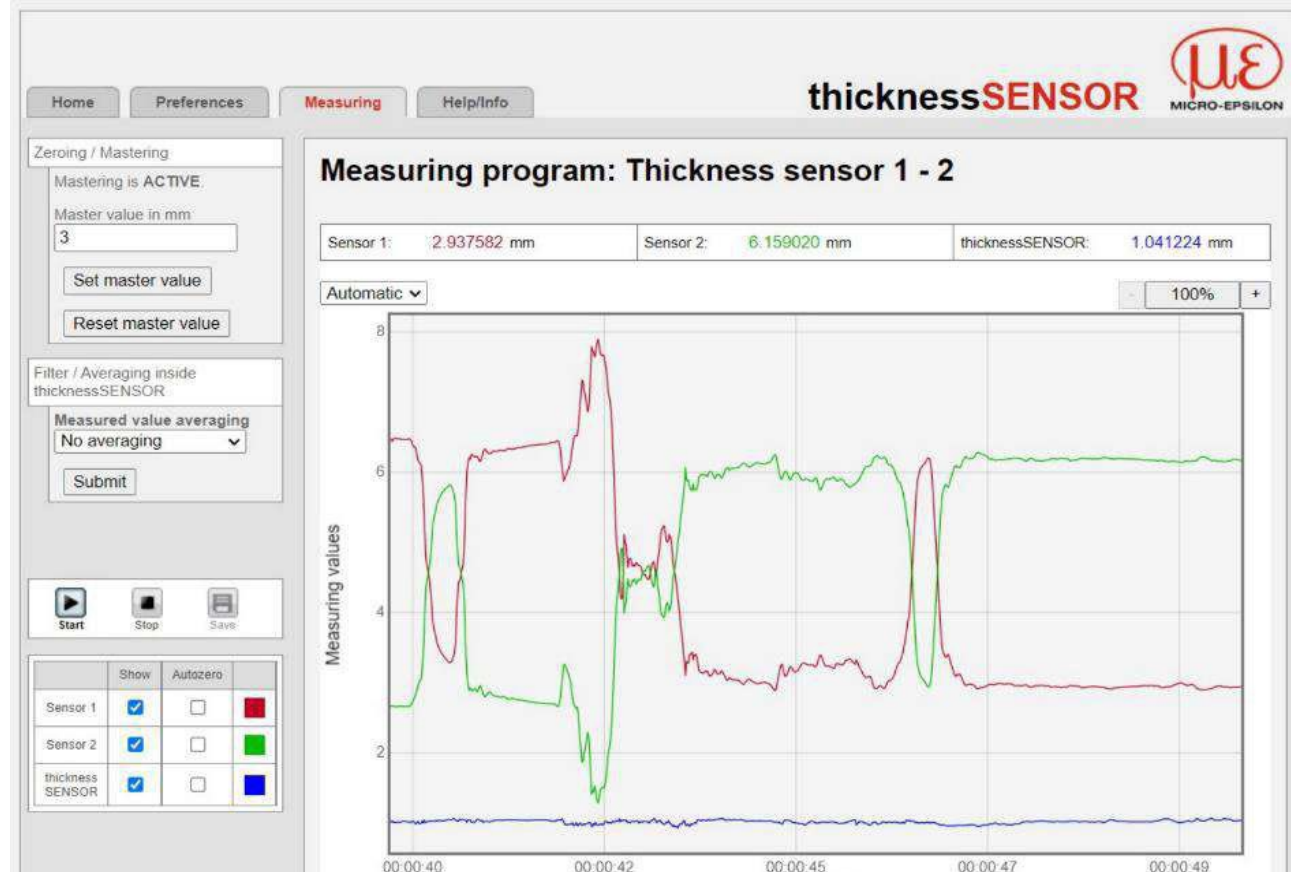 Home Preferences Measuring Help/Info
thicknessSENSOR
με
MICRO-EPSILON
Zeroing / Mastering
Mastering is ACTIVE.
Master value in mm
3
Set master value
Reset master value
Filter / Averaging inside
thicknessSENSOR
Measured value averaging
No averaging
Submit
Start Stop Save
Show Autozero
Sensor 1
Sensor 2
thickness
SENSOR
Measuring program: Thickness sensor 1 - 2
Sensor 1: 2.937582 mm Sensor 2: 6.159020 mm thicknessSENSOR: 1.041224 mm
Automatic - 100% +
Measuring values
8
6
4
2
00:00:40 00:00:42 00:00:45 00:00:47 00:00:49